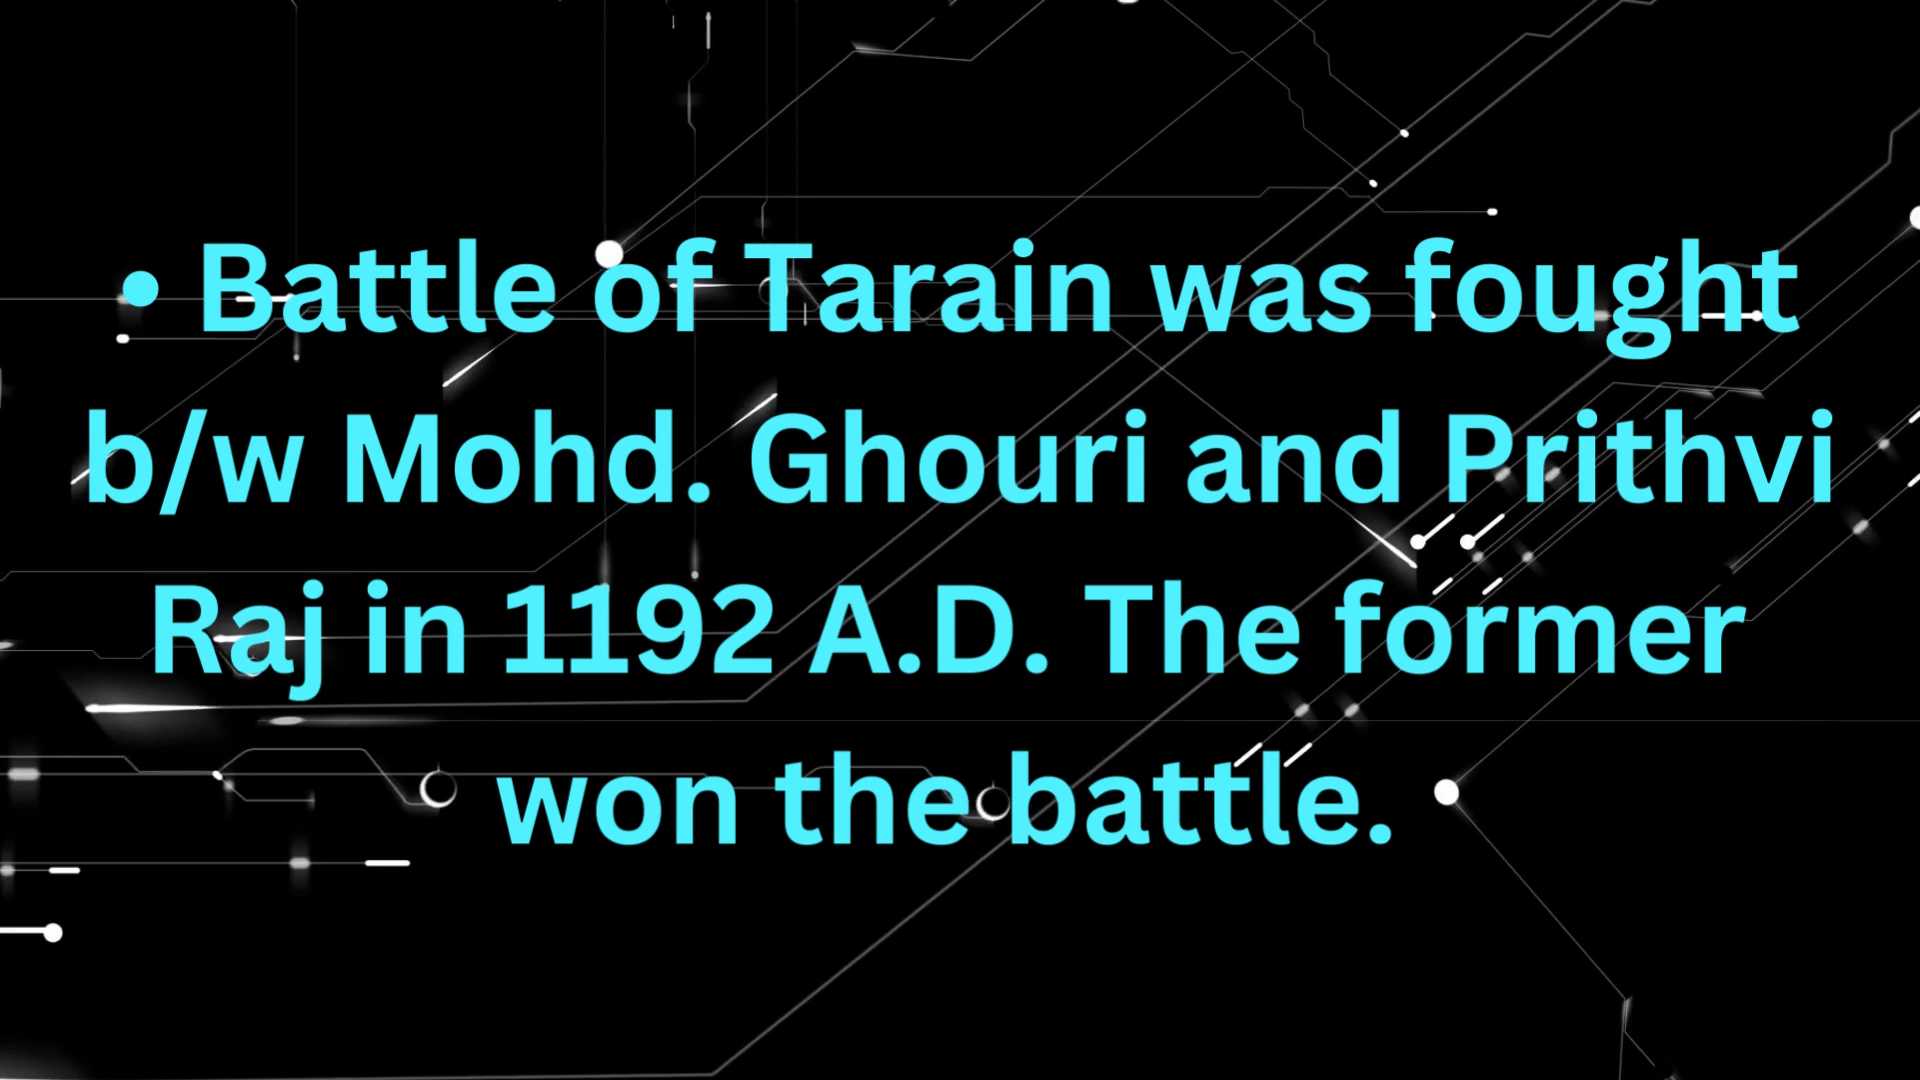 • Battle of Tarain was fought
b/w Mohd. Ghouri and Prithvi
Raj in 1192 A.D. The former
won the battle.